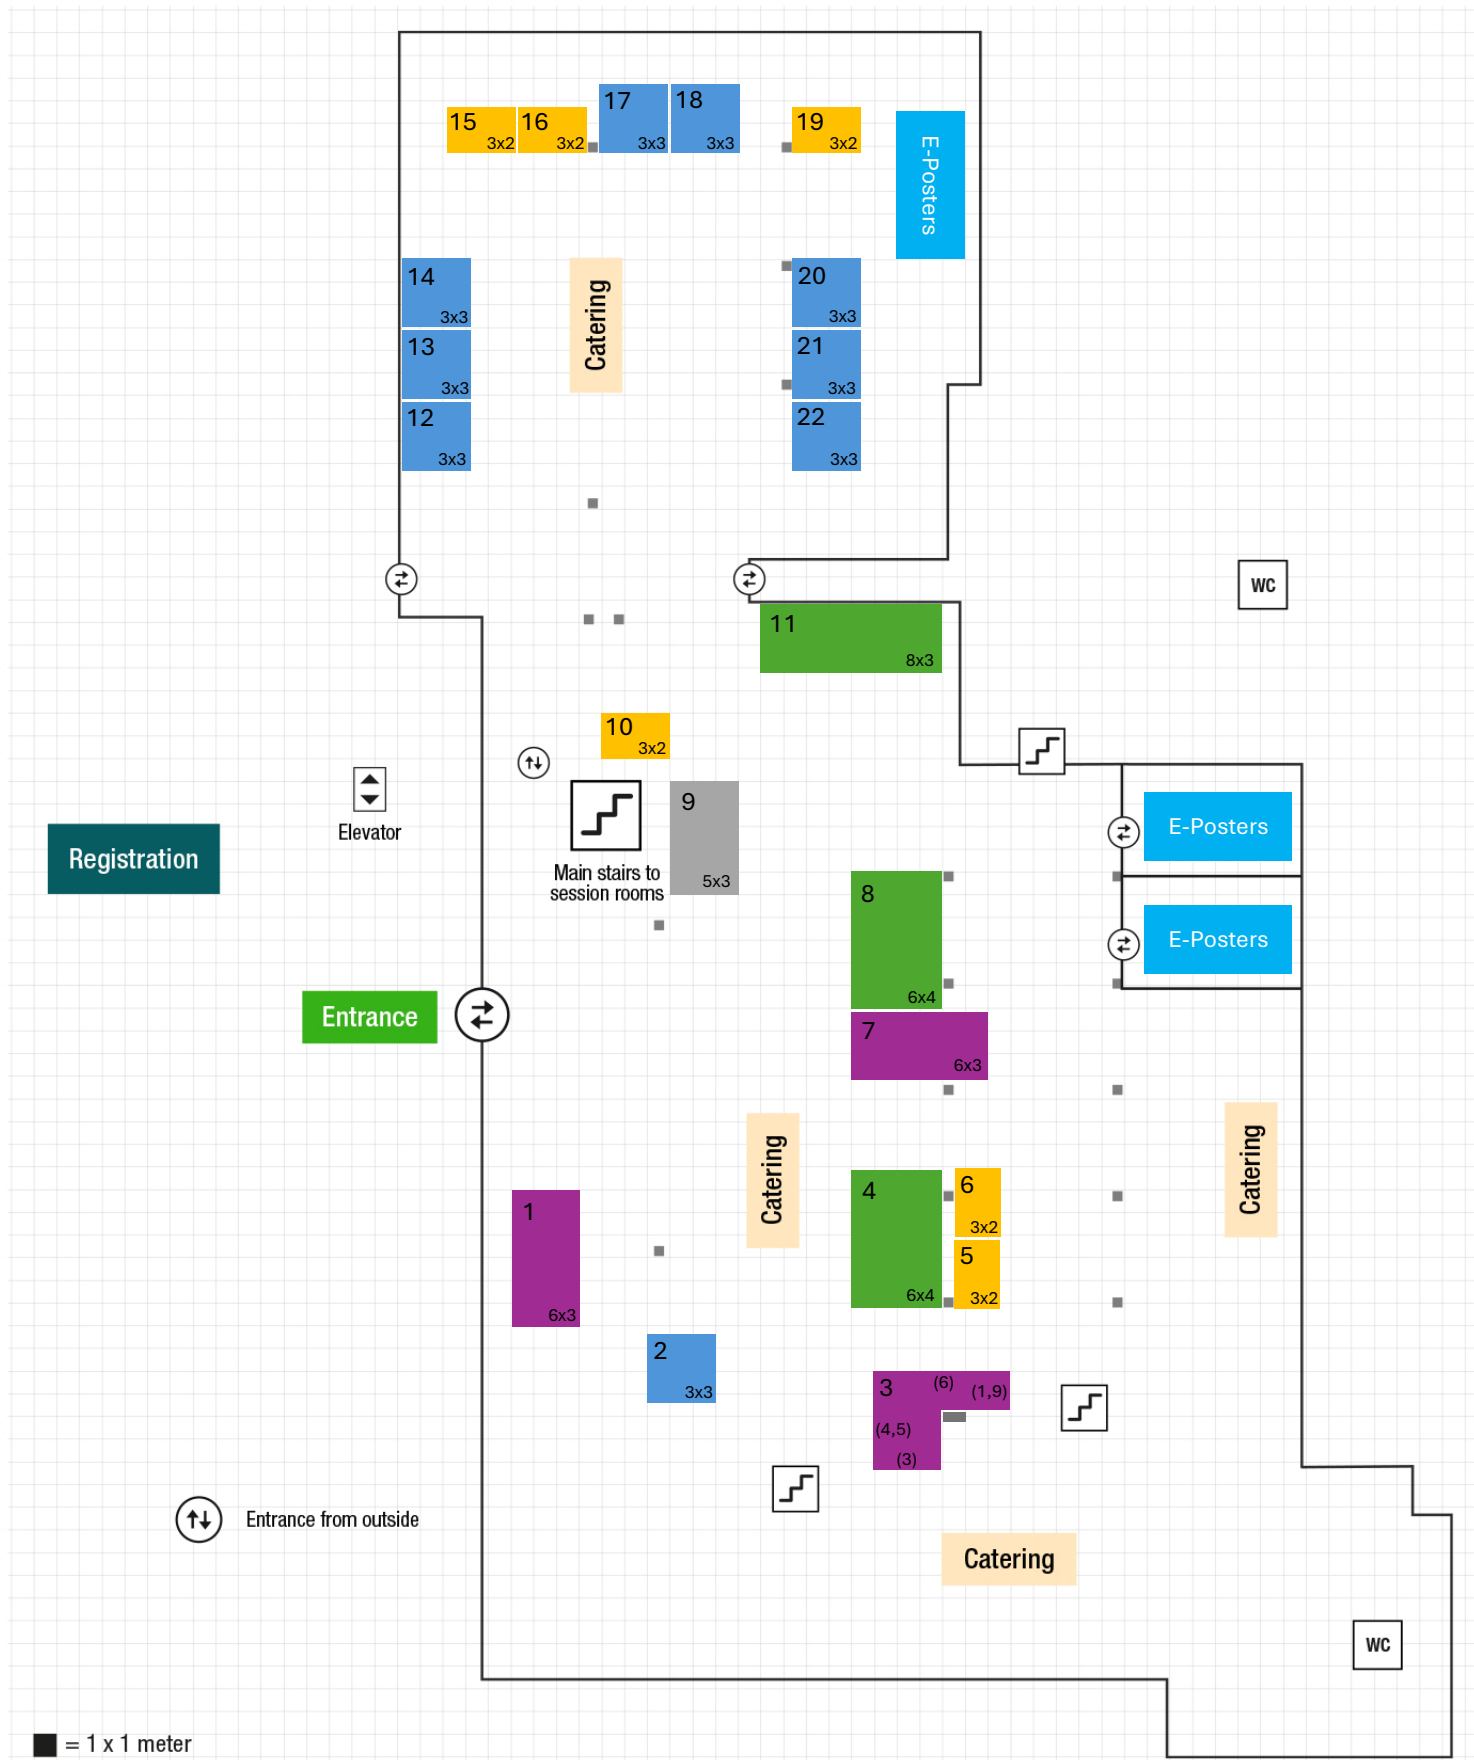 17
18
15
3x2
16
3x2
3x3
3x3
19
3x2
E-Posters
14
3x3
13
3x3
12
3x3
Catering
20
3x3
21
3x3
22
3x3
WC
11
8x3
10
3x2
9
5x3
Elevator
Registration
Main stairs to
session rooms
E-Posters
E-Posters
8
6x4
7
6x3
Entrance
Catering
Catering
4
6x4
6
3x2
5
3x2
1
6x3
2
3x3
3
(6)
(1,9)
(4,5)
(3)
Entrance from outside
Catering
WC
= 1 x 1 meter